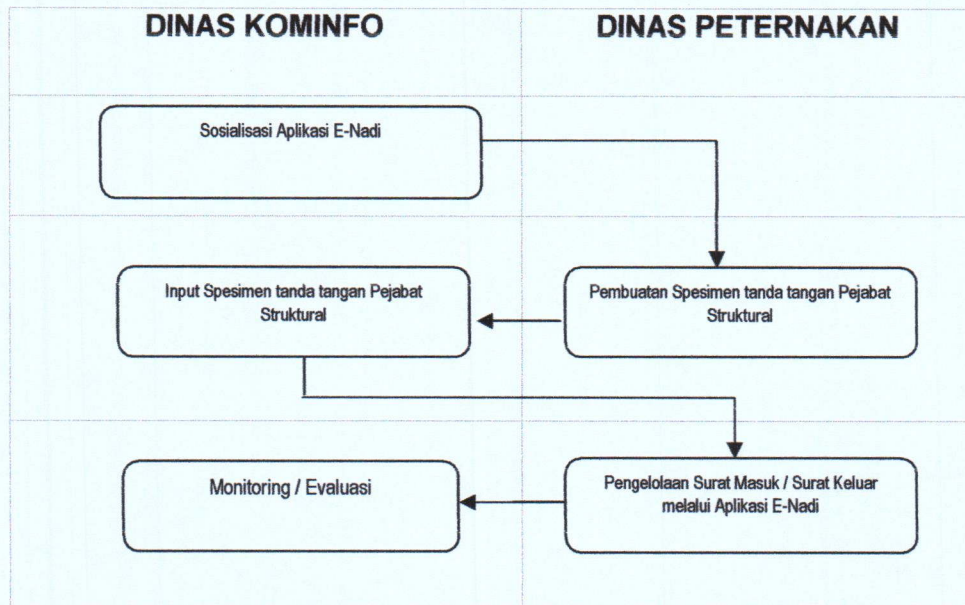 DINAS KOMINFO
DINAS PETERNAKAN
Sosialisasi Aplikasi E-Nadi
Input Spesimen tanda tangan Pejabat
Struktural
Pembuatan Spesimen tanda tangan Pejabat
Struktural
Monitoring / Evaluasi
Pengelolaan Surat Masuk / Surat Keluar
melalui Aplikasi E-Nadi